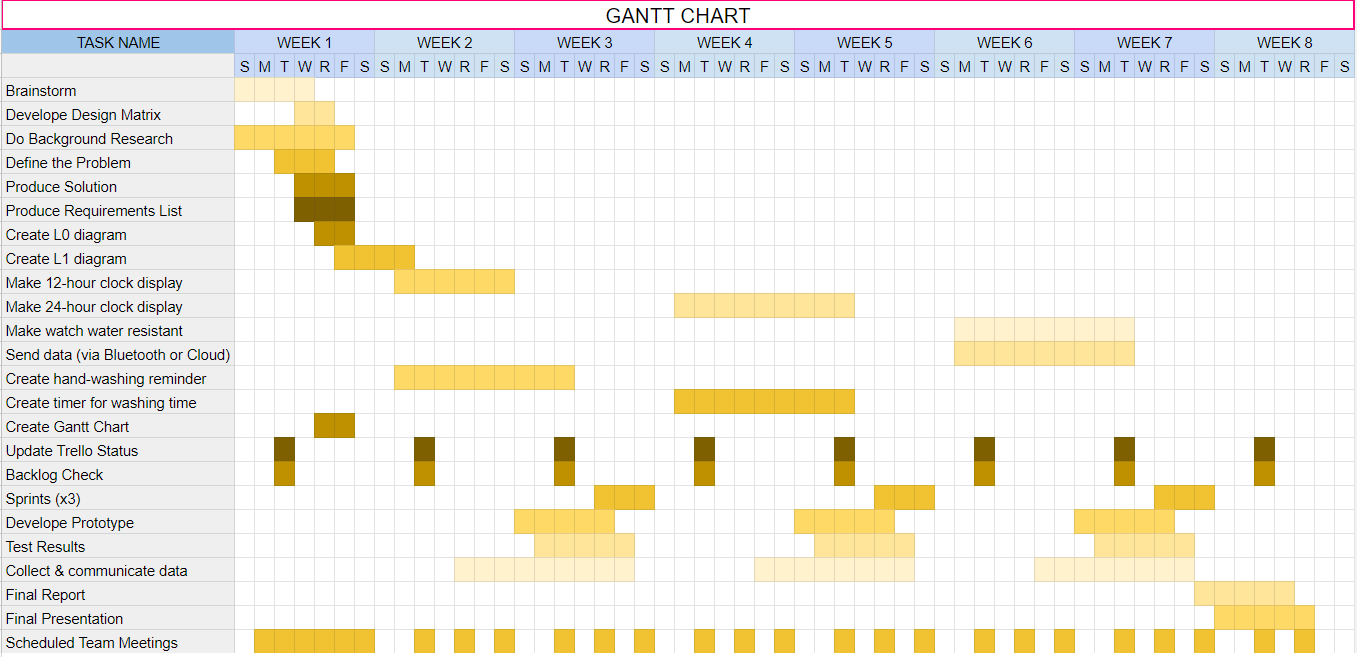 GANTT CHART
TASK NAME WEEK 1 WEEK 2 WEEK 3 WEEK 4 WEEK 5 WEEK 6 WEEK 7 WEEK 8
S M T W R F S S M T W R F S S M T W R F S S M T W R F S S M T W R F S S M T W R F S S M T W R F S S M T W R F S
Brainstorm
Develope Design Matrix
Do Background Research
Define the Problem
Produce Solution
Produce Requirements List
Create L0 diagram
Create L1 diagram
Make 12-hour clock display
Make 24-hour clock display
Make watch water resistant
Send data (via Bluetooth or Cloud)
Create hand-washing reminder
Create timer for washing time
Create Gantt Chart
Update Trello Status
Backlog Check
Sprints (x3)
Develope Prototype
Test Results
Collect & communicate data
Final Report
Final Presentation
Scheduled Team Meetings